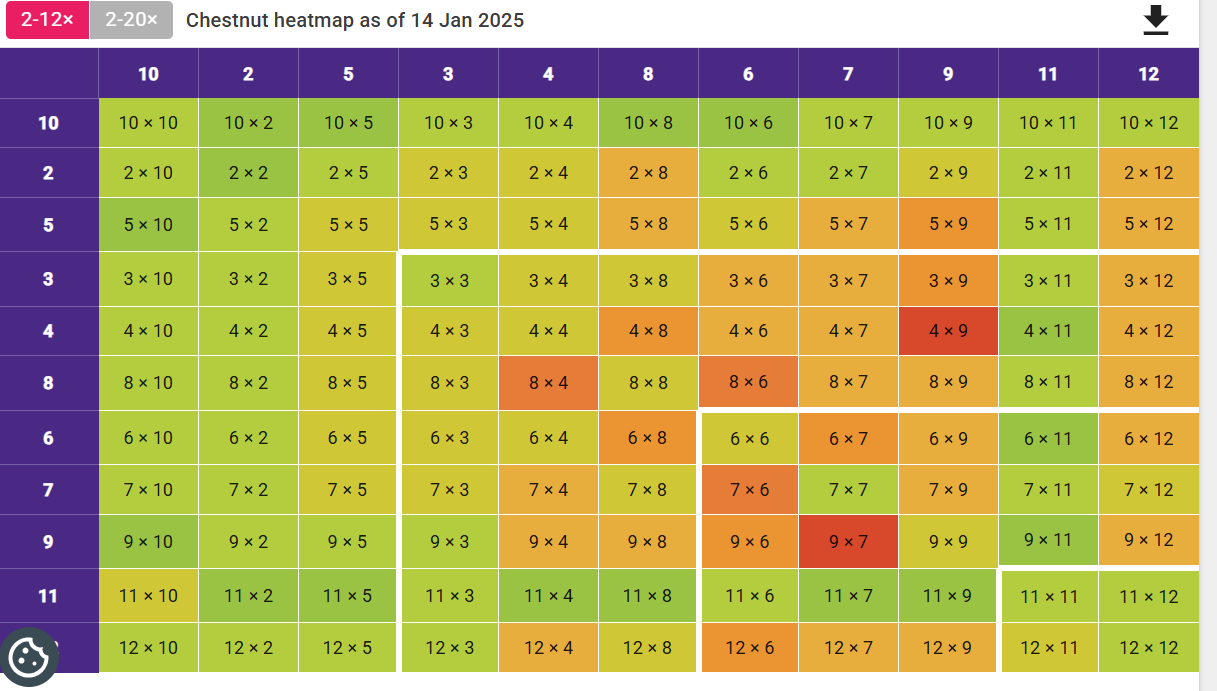 2-12× 2-20× Chestnut heatmap as of 14 Jan 2025
10 2 5 3 4 8 6 7 9 11 12
10 10 × 10 10 × 2 10 × 5 10 × 3 10 × 4 10 × 8 10 × 6 10 × 7 10 × 9 10 × 11 10 × 12
2 2 × 10 2 × 2 2 × 5 2 × 3 2 × 4 2 × 8 2 × 6 2 × 7 2 × 9 2 × 11 2 × 12
5 5 × 10 5 × 2 5 × 5 5 × 3 5 × 4 5 × 8 5 × 6 5 × 7 5 × 9 5 × 11 5 × 12
3 3 × 10 3 × 2 3 × 5 3 × 3 3 × 4 3 × 8 3 × 6 3 × 7 3 × 9 3 × 11 3 × 12
4 4 × 10 4 × 2 4 × 5 4 × 3 4 × 4 4 × 8 4 × 6 4 × 7 4 × 9 4 × 11 4 × 12
8 8 × 10 8 × 2 8 × 5 8 × 3 8 × 4 8 × 8 8 × 6 8 × 7 8 × 9 8 × 11 8 × 12
6 6 × 10 6 × 2 6 × 5 6 × 3 6 × 4 6 × 8 6 × 6 6 × 7 6 × 9 6 × 11 6 × 12
7 7 × 10 7 × 2 7 × 5 7 × 3 7 × 4 7 × 8 7 × 6 7 × 7 7 × 9 7 × 11 7 × 12
9 9 × 10 9 × 2 9 × 5 9 × 3 9 × 4 9 × 8 9 × 6 9 × 7 9 × 9 9 × 11 9 × 12
11 11 × 10 11 × 2 11 × 5 11 × 3 11 × 4 11 × 8 11 × 6 11 × 7 11 × 9 11 × 11 11 × 12
12 × 10 12 × 2 12 × 5 12 × 3 12 × 4 12 × 8 12 × 6 12 × 7 12 × 9 12 × 11 12 × 12